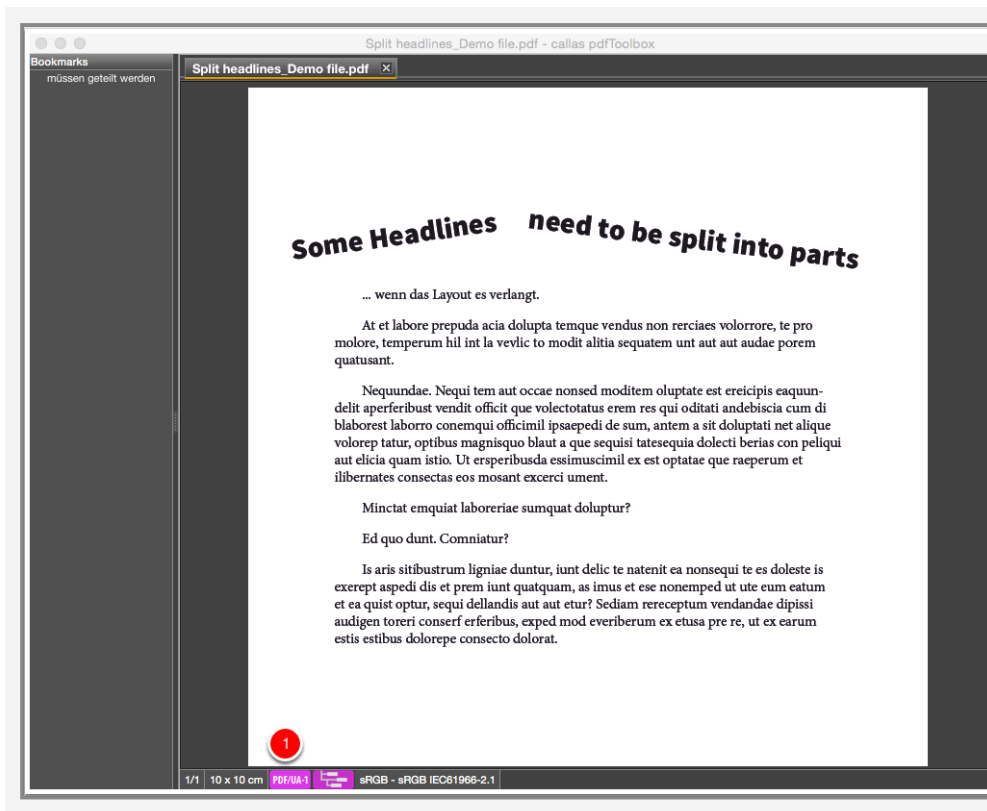 Split headlines_Demo file.pdf - callas pdfToolbox
Bookmarks
müssen geteilt werden
Split headlines_Demo file.pdf
Some Headlines need to be split into parts
... wenn das Layout es verlangt.
At et labore prepuda acia dolupta temque vendus non rerciaes volorrore, te pro
molore, temperum hil int la vevlic to modit alitia sequatem unt aut aut audae porem
quatusant.
Nequundae. Nequi tem aut occae nonsed moditem oluptate est ereicipis eaquun-
delit aperferibust vendit officit que volectotatus erem res qui oditati andebiscia cum di
blaborest laborro conemqui officimil ipsaepedi de sum, antem a sit doluptati net alique
volorep tatur, optibus magnisquo blaut a que sequisi tatesequia dolecti berias con peliqui
aut elicia quam istio. Ut ersperibusda essimuscimil ex est optatae que raeperum et
ilibernates consectas eos mosant excerci ument.
Minctat emquiat laboreriae sumquat doluptur?
Ed quo dunt. Comniatur?
Is aris sitibustrum ligniae duntur, iunt delic te natenit ea nonsequi te es doleste is
exerept aspedi dis et prem iunt quatquam, as imus et ese nonemped ut ute eum eatum
et ea quist optur, sequi dellandis aut aut etur? Sediam rereceptum vendandae dipissi
audigen toreri conserf erferibus, exped mod everiberum ex etusa pre re, ut ex earum
estis estibus dolorepe consecto dolorat.
1
1/1 10 x 10 cm PDF/UA-1 sRGB - sRGB IEC61966-2.1